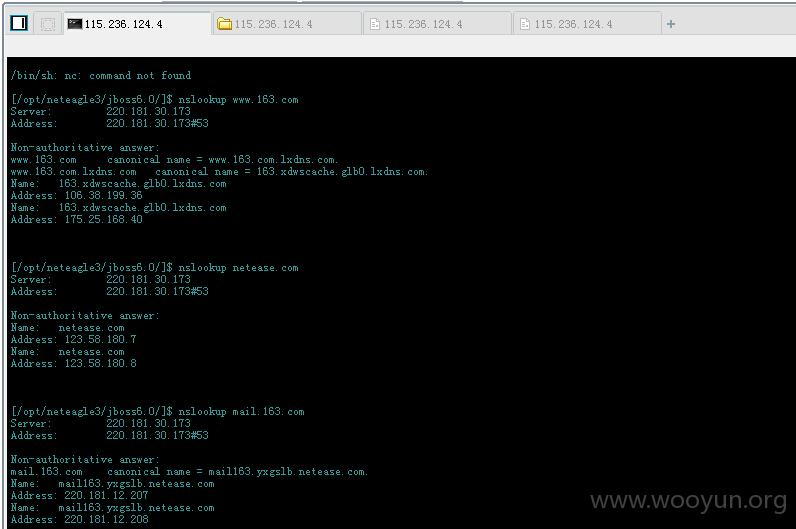 115.236.124.4 115.236.124.4 115.236.124.4 115.236.124.4 +
/bin/sh: nc: command not found
[/opt/neteagle3/jboss6.0/]$ nslookup www.163.com
Server: 220.181.30.173
Address: 220.181.30.173#53
Non-authoritative answer:
www.163.com canonical name = www.163.com.lxdns.com.
www.163.com.lxdns.com canonical name = 163.xdwscache.glb0.lxdns.com.
Name: 163.xdwscache.glb0.lxdns.com
Address: 106.38.199.36
Name: 163.xdwscache.glb0.lxdns.com
Address: 175.25.168.40
[/opt/neteagle3/jboss6.0/]$ nslookup netease.com
Server: 220.181.30.173
Address: 220.181.30.173#53
Non-authoritative answer:
Name: netease.com
Address: 123.58.180.7
Name: netease.com
Address: 123.58.180.8
[/opt/neteagle3/jboss6.0/]$ nslookup mail.163.com
Server: 220.181.30.173
Address: 220.181.30.173#53
Non-authoritative answer:
mail.163.com canonical name = mail163.yxgslb.netease.com.
Name: mail163.yxgslb.netease.com
Address: 220.181.12.207
Name: mail163.yxgslb.netease.com
Address: 220.181.12.208
www.wooyun.org